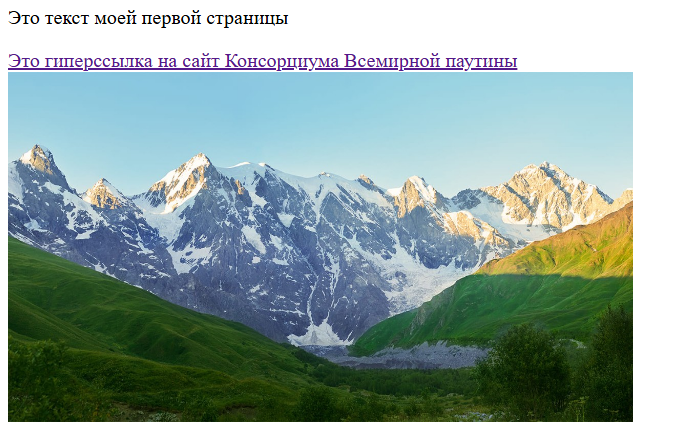 Это текст моей первой страницы
Это гиперссылка на сайт Консорциума Всемирной паутины